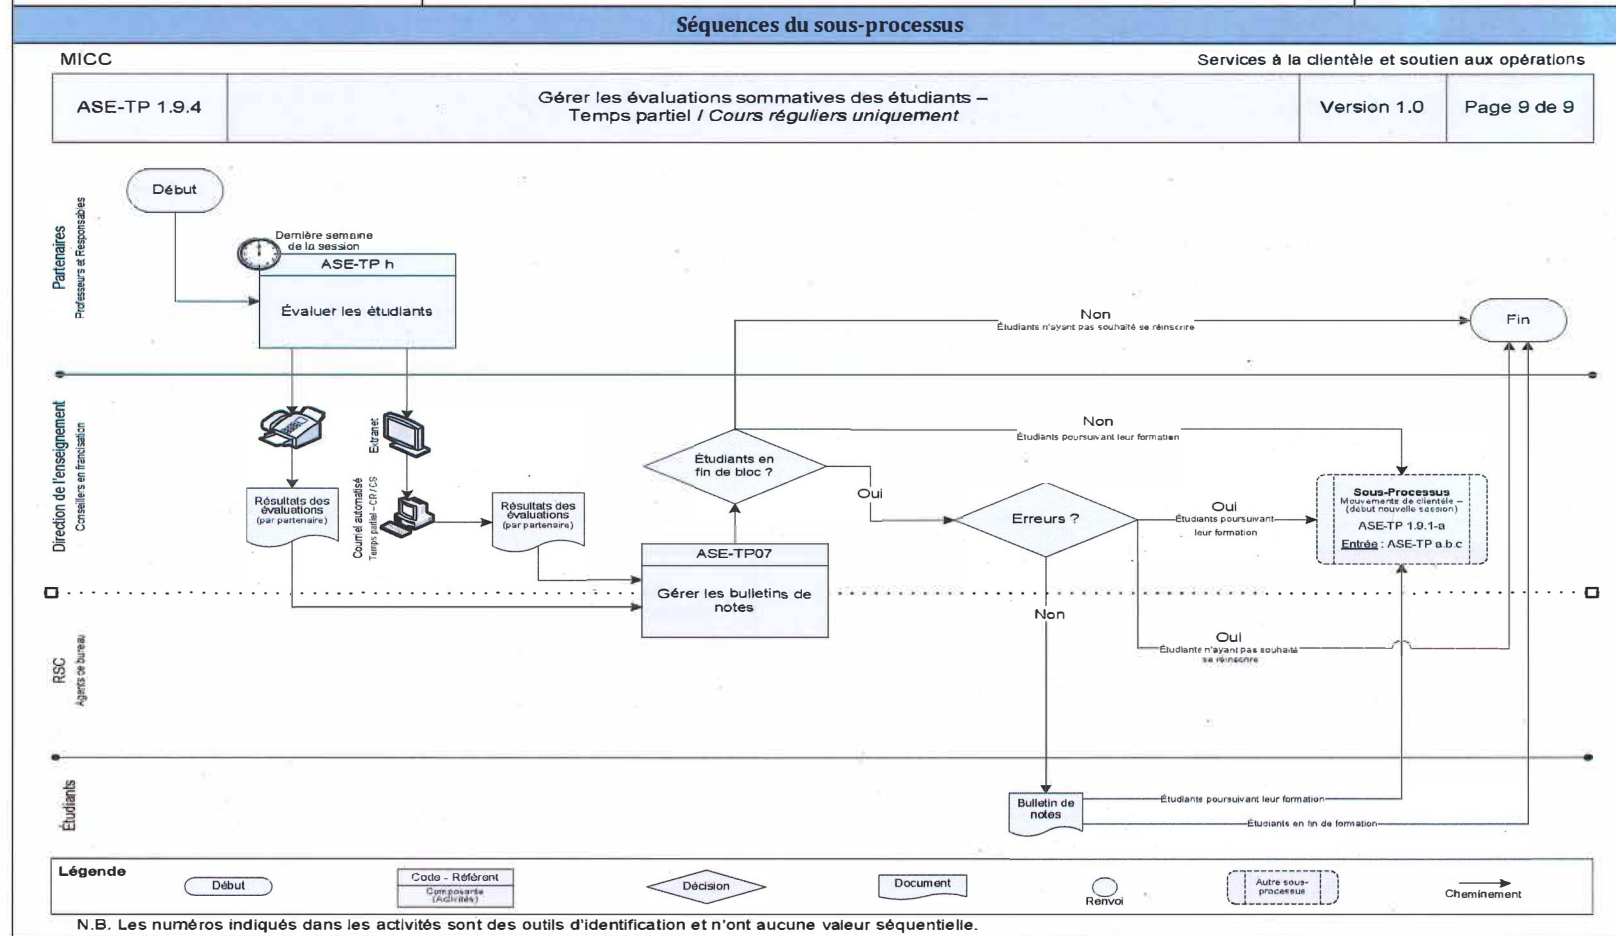 Séquences du sous-processus
MICC
Services à la clientèle et soutien aux opérations
ASE-TP 1.9.4
Gérer les évaluations sommatives des étudiants –
Temps partiel / Cours réguliers uniquement
Version 1.0
Page 9 de 9
Partenaires
Professeurs et Responsables
Début
Dernière semaine
de la session
ASE-TP h
Évaluer les étudiants
Non
Étudiants n'ayant pas souhaité se réinscrire
Fin
Direction de l'enseignement
Conseillers en francisation
Extranet
Courriel automatisé
Temps partiel – CR / CS
Résultats des
évaluations
(par partenaire)
Résultats des
évaluations
(par partenaire)
Étudiants en
fin de bloc ?
Non
Étudiants poursuivant leur formation
Oui
Erreurs ?
Oui
Étudiants poursuivant
leur formation
Sous-Processus
Mouvements de clientèle –
(début nouvelle session)
ASE-TP 1.9.1-a
Entrée : ASE-TP a.b.c
ASE-TP07
Gérer les bulletins de
notes
Non
Oui
Étudiants n'ayant pas souhaité
se réinscrire
RSC
Agents de bureau
Étudiants
Bulletin de
notes
Étudiants poursuivant leur formation
Étudiants en fin de formation
Légende
Début
Code - Référent
Composante
(Activités)
Décision
Document
Renvoi
Autre sous-
processus
Cheminement
N.B. Les numéros indiqués dans les activités sont des outils d'identification et n'ont aucune valeur séquentielle.